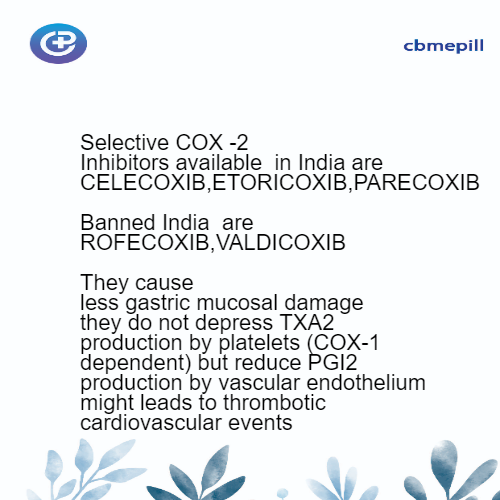 cbmepill
Selective COX -2
Inhibitors available  in India are
CELECOXIB,ETORICOXIB,PARECOXIB
Banned India  are
ROFECOXIB,VALDICOXIB
They cause
less gastric mucosal damage
they do not depress TXA2
production by platelets (COX-1
dependent) but reduce PGI2
production by vascular endothelium
might leads to thrombotic
cardiovascular events